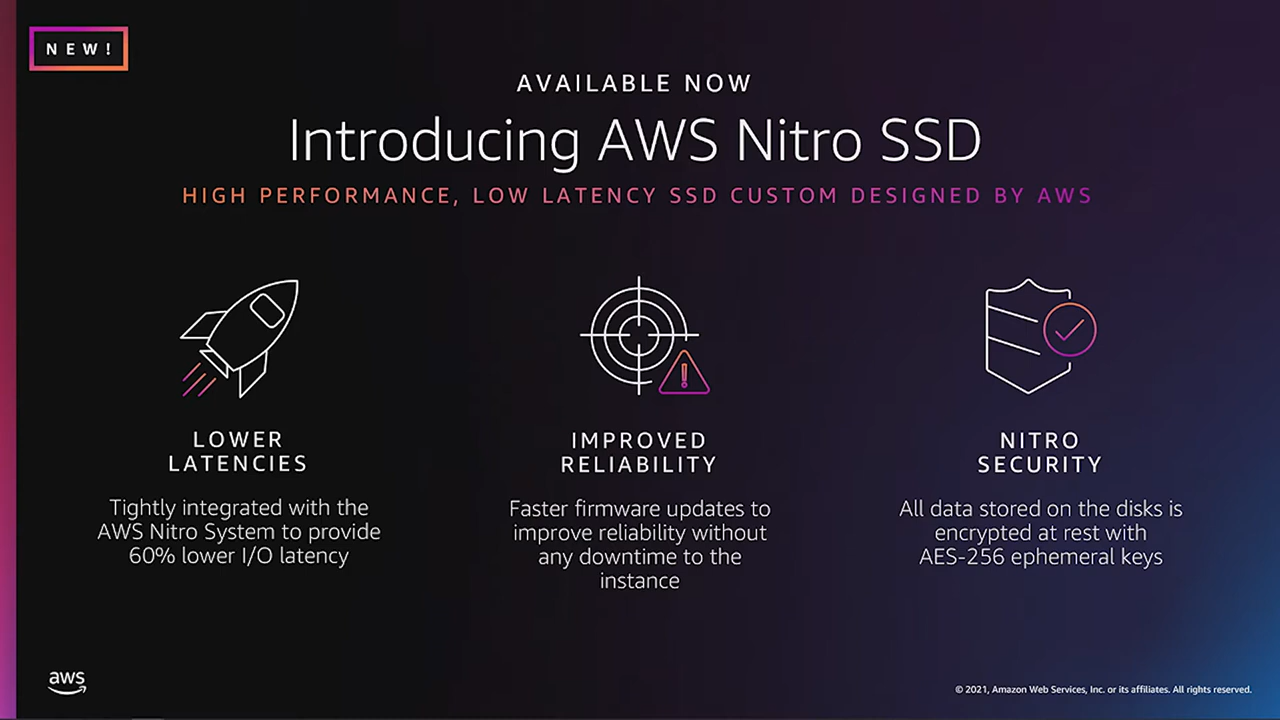 NEW!
AVAILABLE NOW
Introducing AWS Nitro SSD
HIGH PERFORMANCE, LOW LATENCY SSD CUSTOM DESIGNED BY AWS
LOWER
LATENCIES
Tightly integrated with the
AWS Nitro System to provide
60% lower I/O latency
IMPROVED
RELIABILITY
Faster firmware updates to
improve reliability without
any downtime to the
instance
NITRO
SECURITY
All data stored on the disks is
encrypted at rest with
AES-256 ephemeral keys
aws
© 2021, Amazon Web Services, Inc. or its affiliates. All rights reserved.